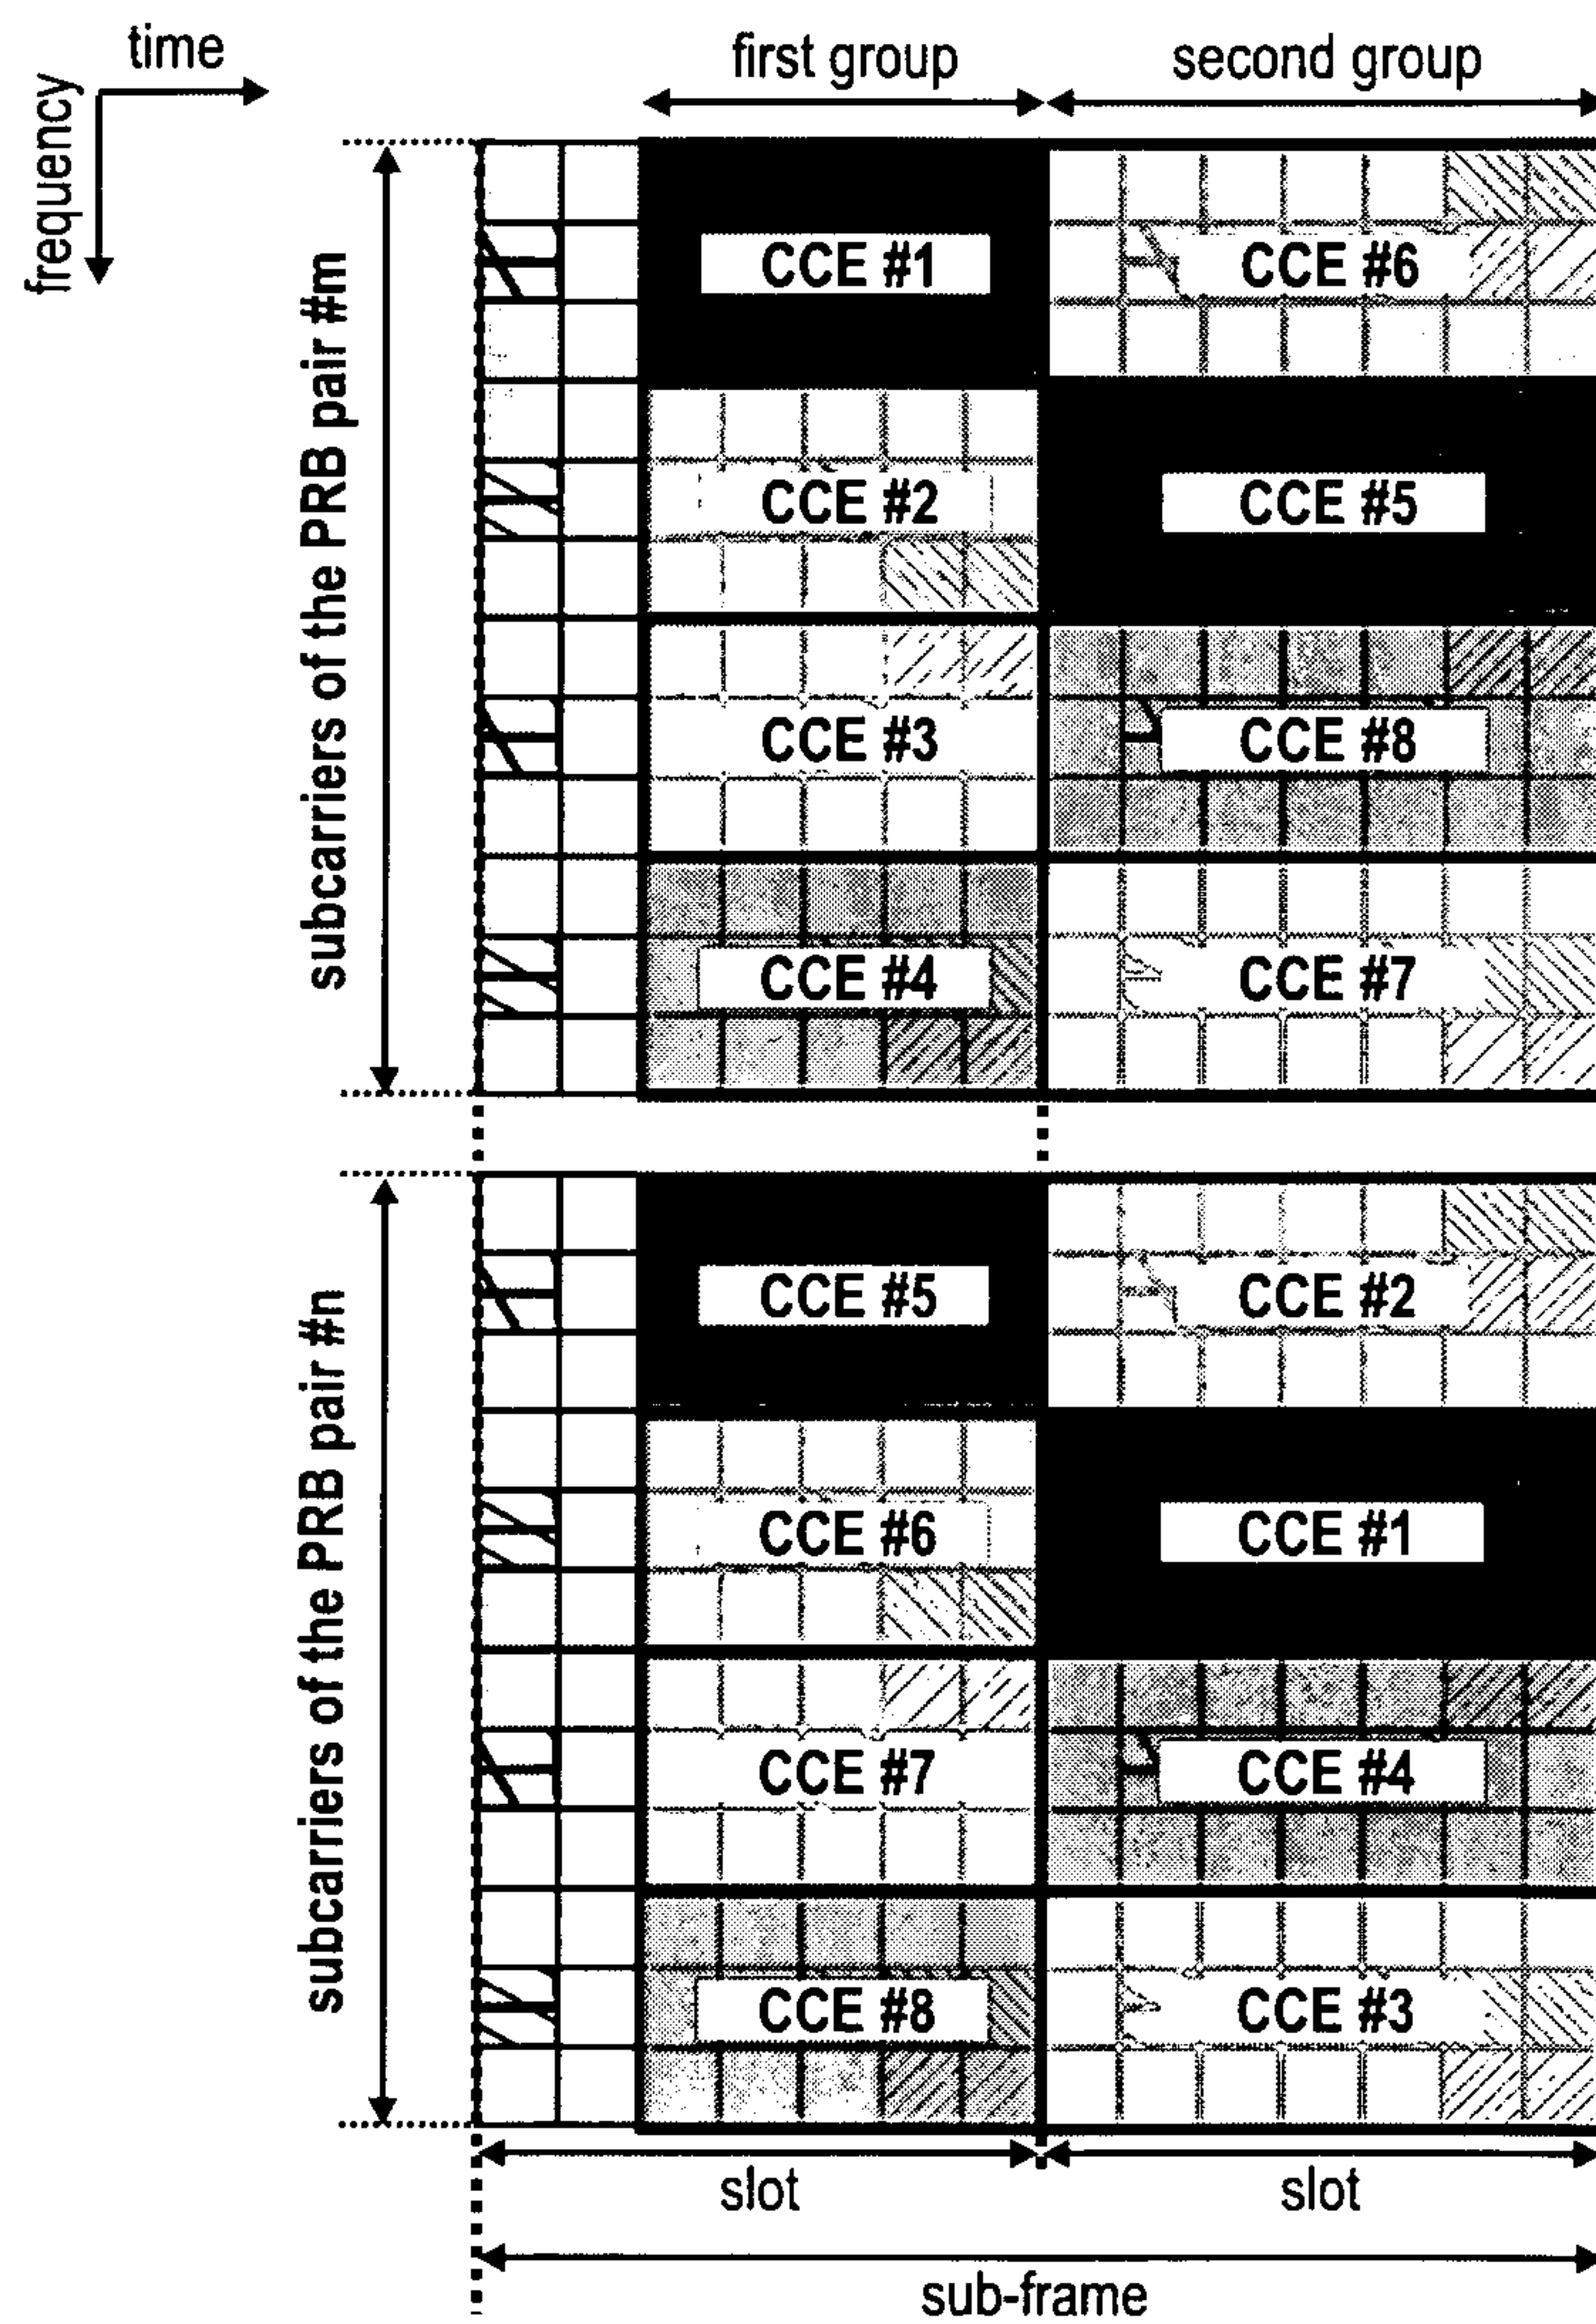 time
first group
second group
frequency
subcarriers of the PRB pair #m
CCE #1
CCE #6
CCE #2
CCE #5
CCE #3
CCE #8
CCE #4
CCE #7
subcarriers of the PRB pair #n
CCE #5
CCE #2
CCE #6
CCE #1
CCE #7
CCE #4
CCE #8
CCE #3
slot
slot
sub-frame